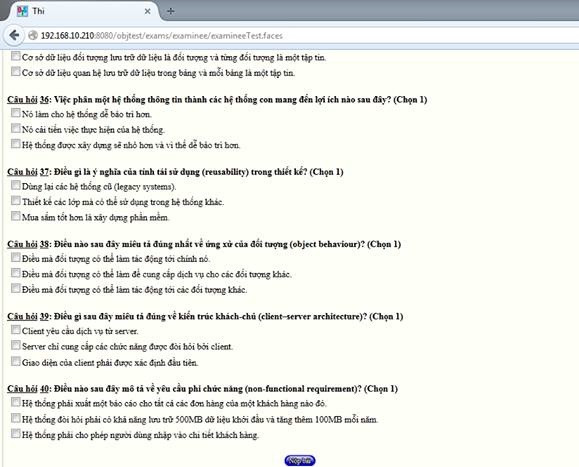 Thi
192.168.10.210:8080/objtest/exams/examinee/examineeTest.faces
Cơ sở dữ liệu đối tượng lưu trữ dữ liệu là đối tượng và từng đối tượng là một tập tin.
Cơ sở dữ liệu quan hệ lưu trữ dữ liệu trong bảng và mỗi bảng là một tập tin.
Câu hỏi 36: Việc phân một hệ thống thông tin thành các hệ thống con mang đến lợi ích nào sau đây? (Chọn 1)
Nó làm cho hệ thống dễ bảo trì hơn.
Nó cải tiến việc thực hiện của hệ thống.
Hệ thống được xây dựng sẽ nhỏ hơn và vì thế dễ bảo trì hơn.
Câu hỏi 37: Điều gì là ý nghĩa của tính tái sử dụng (reusability) trong thiết kế? (Chọn 1)
Dùng lại các hệ thống cũ (legacy systems).
Thiết kế các lớp mà có thể sử dụng trong hệ thống khác.
Mua sắm tốt hơn là xây dựng phần mềm.
Câu hỏi 38: Điều nào sau đây miêu tả đúng nhất về ứng xử của đối tượng (object behaviour)? (Chọn 1)
Điều mà đối tượng có thể làm tác động tới chính nó.
Điều mà đối tượng có thể làm để cung cấp dịch vụ cho các đối tượng khác.
Điều mà đối tượng có thể làm tác động tới các đối tượng khác.
Câu hỏi 39: Điều gì sau đây miêu tả đúng về kiến trúc khách-chủ (client–server architecture)? (Chọn 1)
Client yêu cầu dịch vụ từ server.
Server chỉ cung cấp các chức năng được đòi hỏi bởi client.
Giao diện của client phải được xác định đầu tiên.
Câu hỏi 40: Điều nào sau đây mô tả về yêu cầu phi chức năng (non-functional requirement)? (Chọn 1)
Hệ thống phải xuất một báo cáo cho tất cả các đơn hàng của một khách hàng nào đó.
Hệ thống đòi hỏi phải có khả năng lưu trữ 500MB dữ liệu khởi đầu và tăng thêm 100MB mỗi năm.
Hệ thống phải cho phép người dùng nhập vào chi tiết khách hàng.
Nộp bài